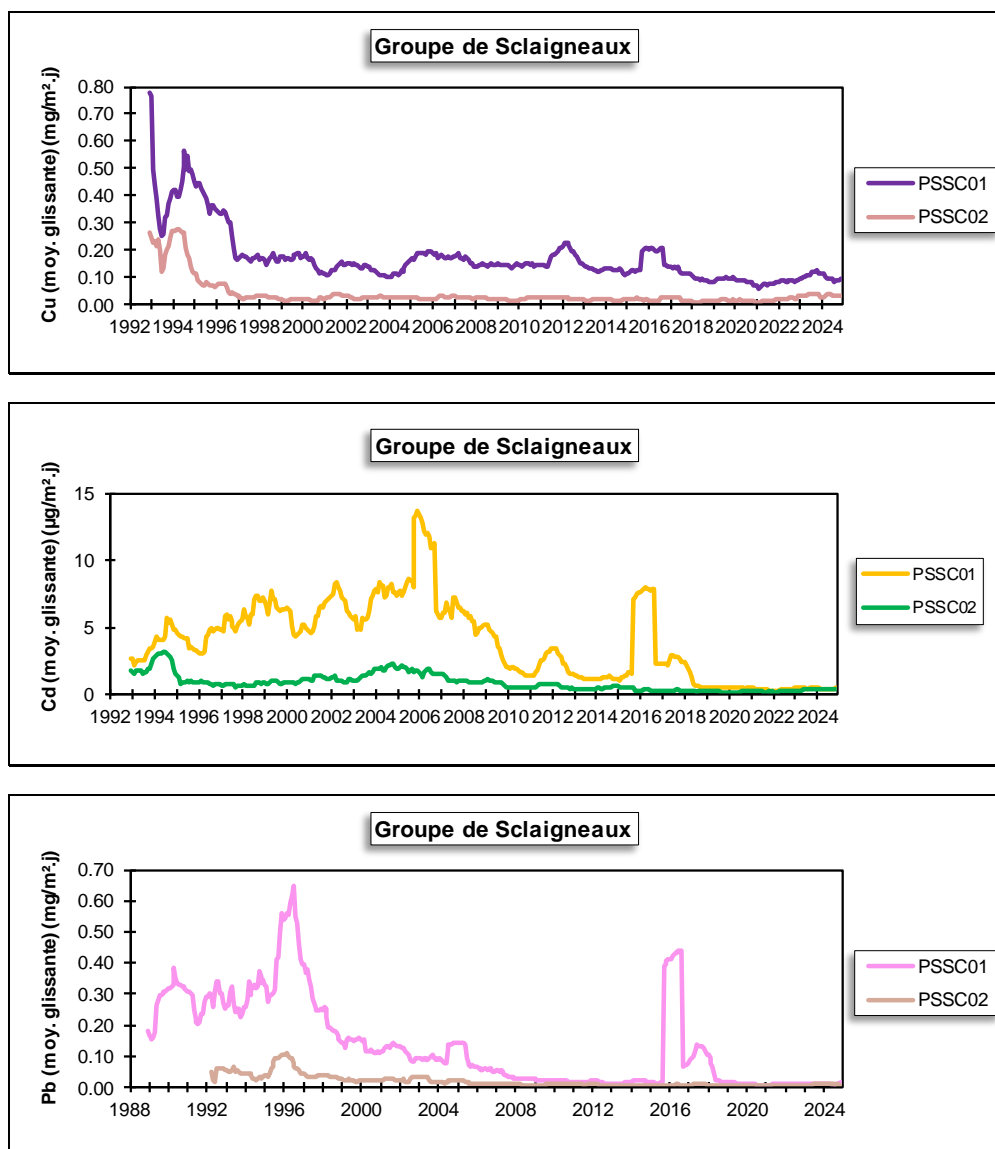 Groupe de Sclaigneaux
Cu (moy. glissante) (mg/m².j)
0.80
0.70
0.60
0.50
0.40
0.30
0.20
0.10
0.00
1992 1994 1996 1998 2000 2002 2004 2006 2008 2010 2012 2014 2016 2018 2020 2022 2024
PSSC01
PSSC02
Groupe de Sclaigneaux
Cd (moy. glissante) (µg/m².j)
15
10
5
0
1992 1994 1996 1998 2000 2002 2004 2006 2008 2010 2012 2014 2016 2018 2020 2022 2024
PSSC01
PSSC02
Groupe de Sclaigneaux
Pb (moy. glissante) (mg/m².j)
0.70
0.60
0.50
0.40
0.30
0.20
0.10
0.00
1988 1992 1996 2000 2004 2008 2012 2016 2020 2024
PSSC01
PSSC02